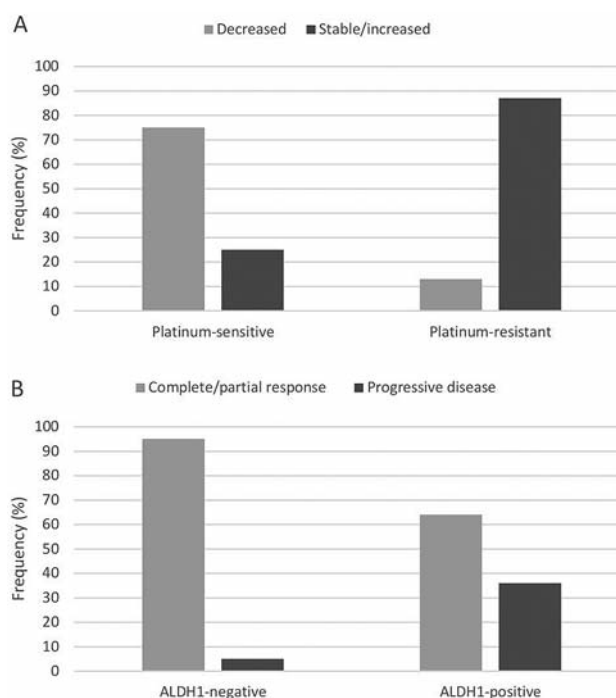 A
Decreased Stable/increased
100
90
80
70
60
50
40
30
20
10
0
Frequency (%)
Platinum-sensitive Platinum-resistant
B
Complete/partial response Progressive disease
100
90
80
70
60
50
40
30
20
10
0
Frequency (%)
ALDH1-negative ALDH1-positive